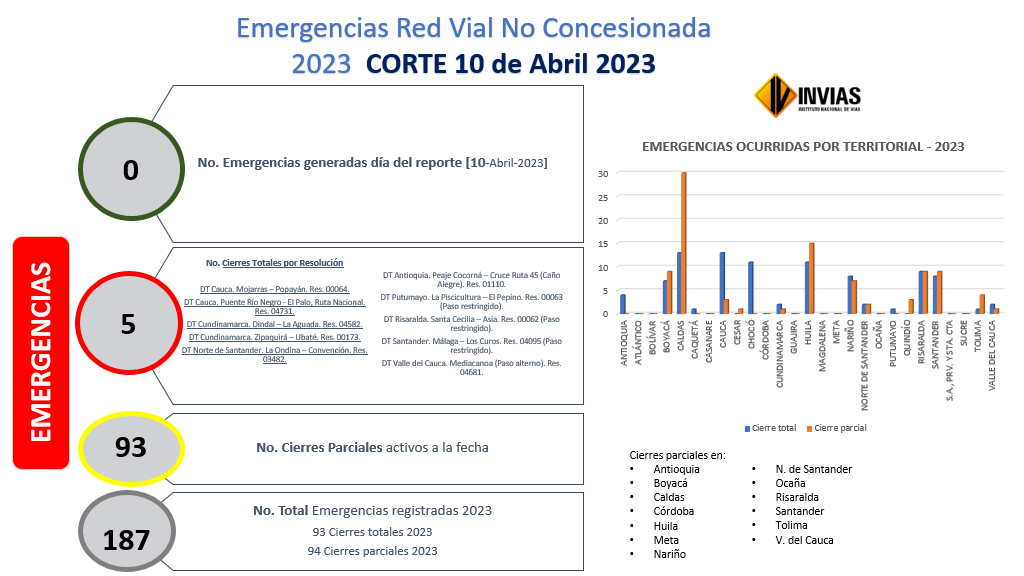 Emergencias Red Vial No Concesionada
2023 CORTE 10 de Abril 2023
INVIAS
INSTITUTO NACIONAL DE VÍAS
EMERGENCIAS
0
No. Emergencias generadas día del reporte [10-Abril-2023]
5
No. Cierres Totales por Resolución
DT Cauca. Mojarras – Popayán. Res. 00064.
DT Cauca. Puente Río Negro - El Palo, Ruta Nacional.
Res. 04731.
DT Cundinamarca. Dindal – La Aguada. Res. 04582.
DT Cundinamarca. Zipaquirá – Ubaté. Res. 00173.
DT Norte de Santander. La Ondina – Convención. Res.
03482.
DT Antioquia. Peaje Cocorná – Cruce Ruta 45 (Caño
Alegre). Res. 01110.
DT Putumayo. La Piscicultura – El Pepino. Res. 00063
(Paso restringido).
DT Risaralda. Santa Cecilia – Asia. Res. 00062 (Paso
restringido).
DT Santander. Málaga – Los Curos. Res. 04095 (Paso
restringido).
DT Valle del Cauca. Mediacanoa (Paso alterno). Res.
04681.
93
No. Cierres Parciales activos a la fecha
187
No. Total Emergencias registradas 2023
93 Cierres totales 2023
94 Cierres parciales 2023
EMERGENCIAS OCURRIDAS POR TERRITORIAL - 2023
30
25
20
15
10
5
0
ANTIOQUIA
ATLÁNTICO
BOLÍVAR
BOYACÁ
CALDAS
CASANARE
CAQUETÁ
CAUCA
CESAR
CHOCÓ
CÓRDOBA
CUNDINAMARCA
GUAJIRA
HUILA
MAGDALENA
META
NARIÑO
NORTE DE SANTANDER
OCAÑA
PUTUMAYO
QUINDÍO
RISARALDA
SANTANDER
S.A., PRV. Y STA. CTA
SUCRE
TOLIMA
VALLE DEL CAUCA
Cierre total
Cierre parcial
Cierres parciales en:
• Antioquia
• Boyacá
• Caldas
• Córdoba
• Huila
• Meta
• Nariño
• N. de Santander
• Ocaña
• Risaralda
• Santander
• Tolima
• V. del Cauca